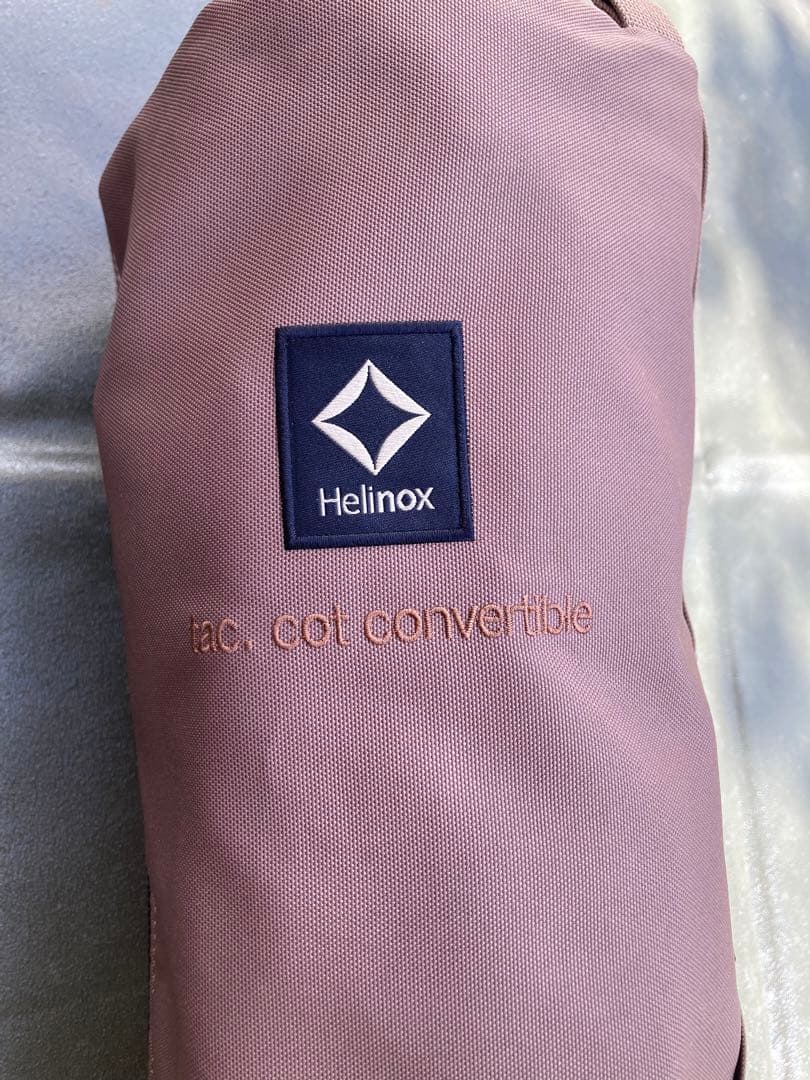 Helinox
tac. cot convertible